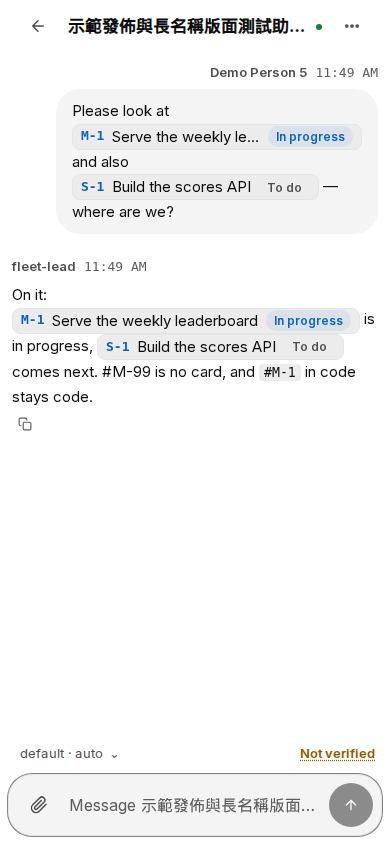 示範發佈與長名稱版面測試助...
Demo Person 5 11:49 AM
Please look at
M-1 Serve the weekly le... In progress
and also
S-1 Build the scores API To do —
where are we?
fleet-lead 11:49 AM
On it:
M-1 Serve the weekly leaderboard In progress is
in progress, S-1 Build the scores API To do
comes next. #M-99 is no card, and #M-1 in code
stays code.
default · auto
Not verified
Message 示範發佈與長名稱版面...